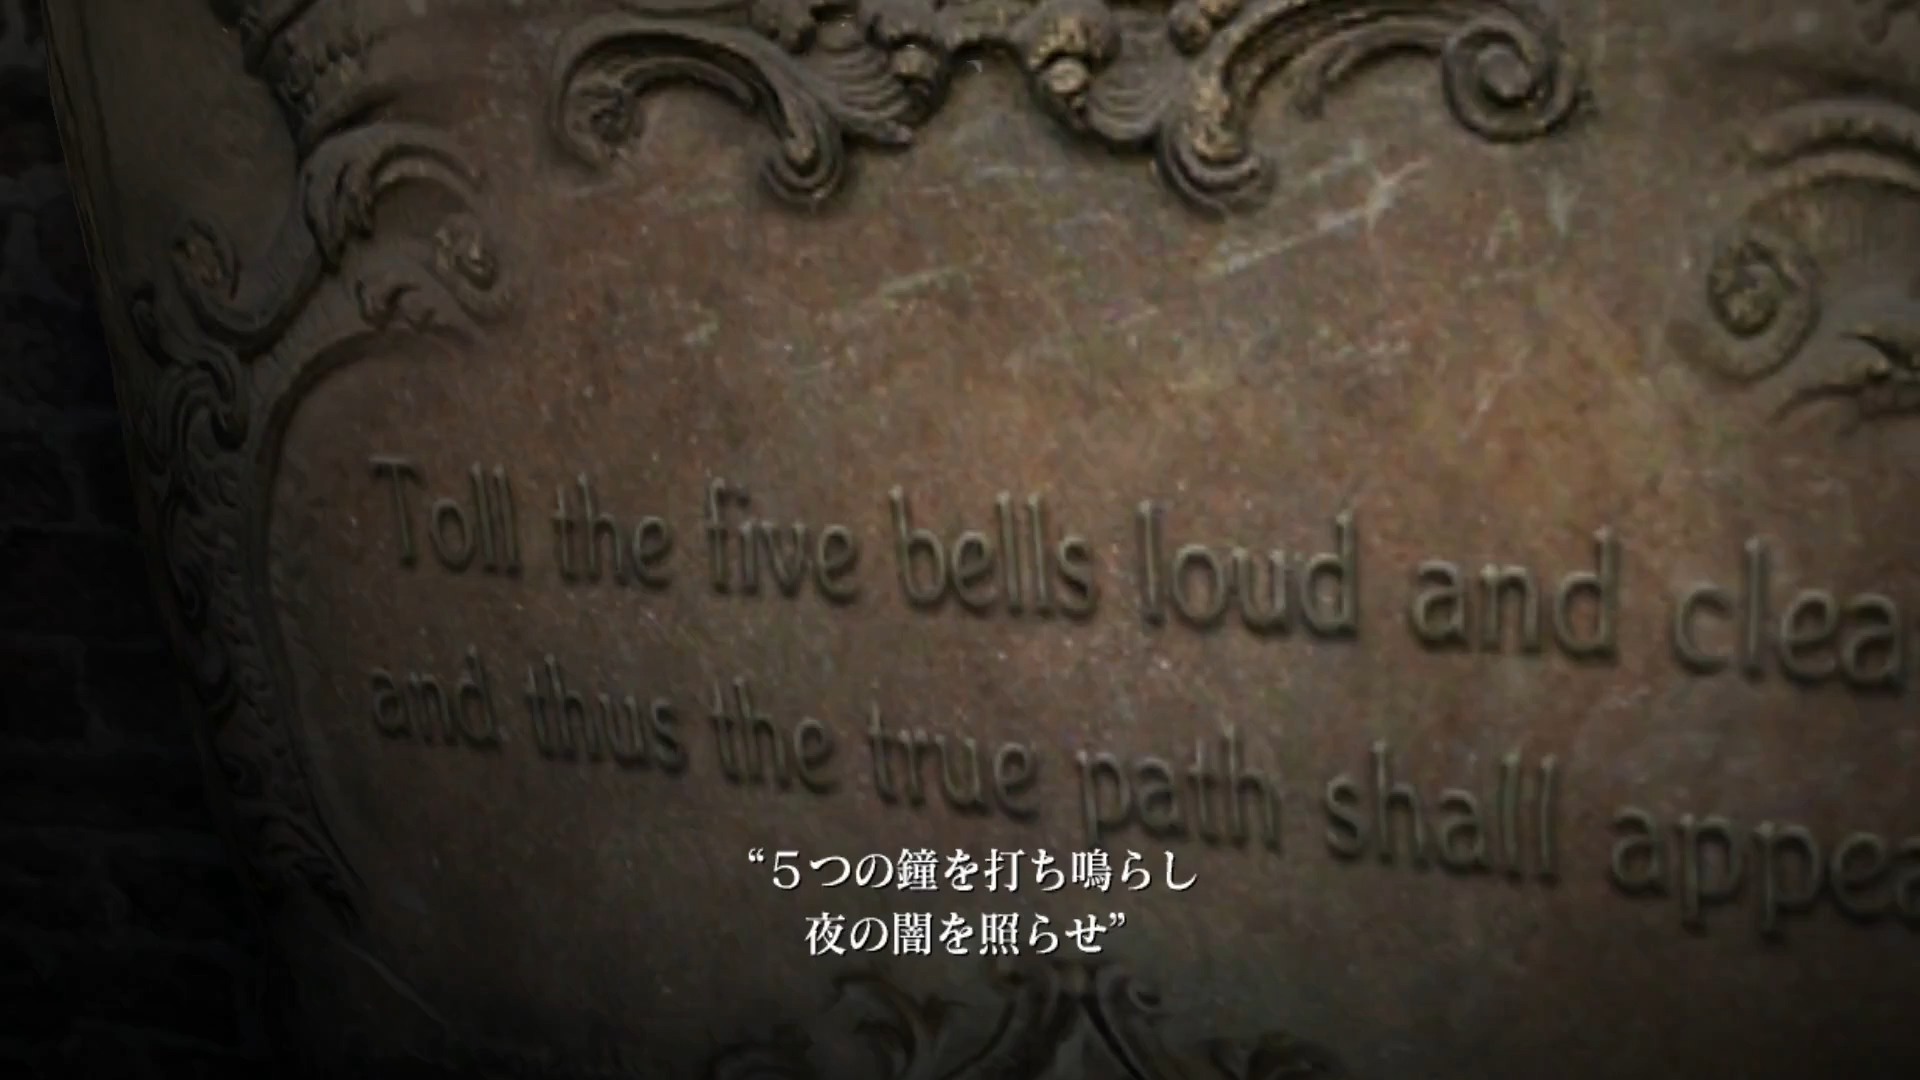 Toll the five bells loud and clea
and thus the true path shall appea
“５つの鐘を打ち鳴らし
夜の闇を照らせ”